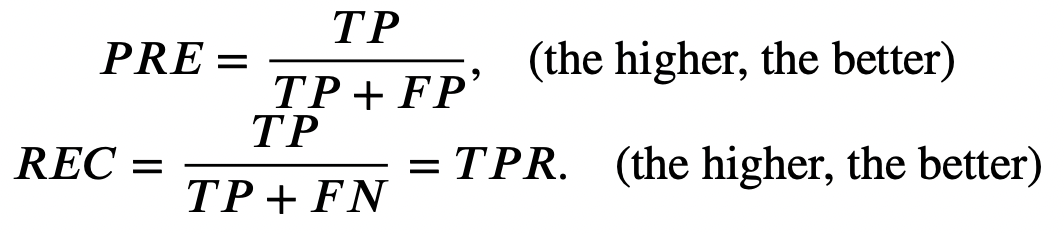 PRE = TP / (TP + FP), (the higher, the better)
REC = TP / (TP + FN) = TPR. (the higher, the better)